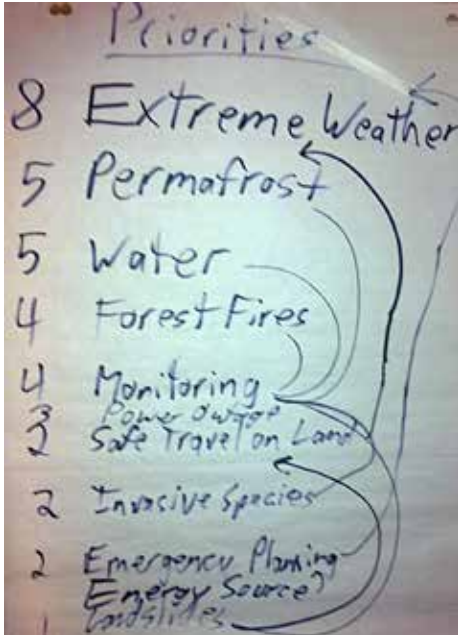 Priorities
8 Extreme Weather
5 Permafrost
5 Water
4 Forest Fires
4 Monitoring
3 Power
2 Safe Travel on Land
2 Invasive Species
2 Emergency Planning
Energy Source?
1 Landslides